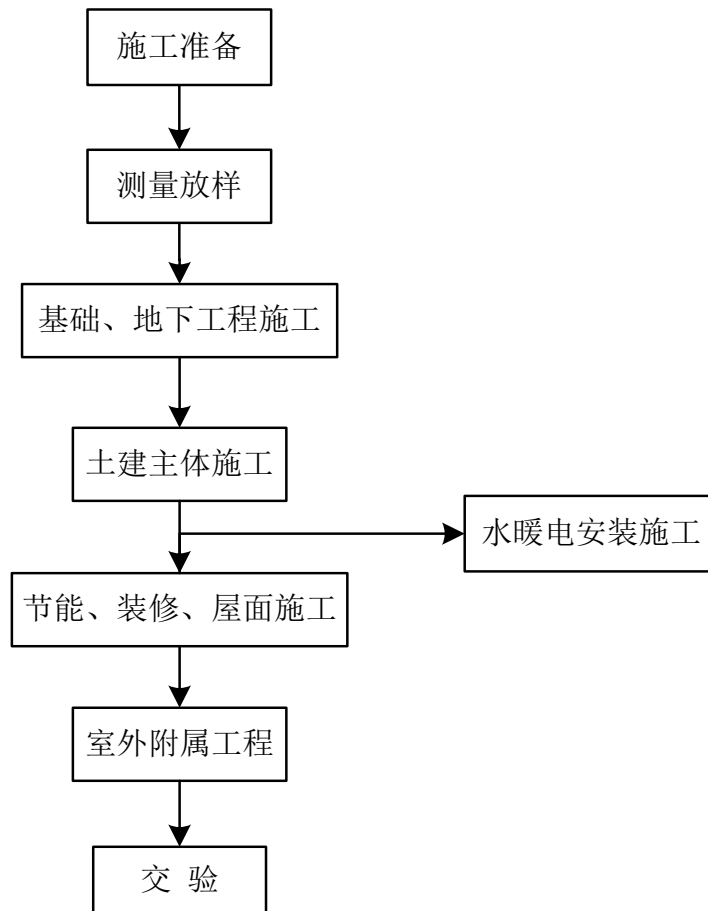 施工准备
测量放样
基础、地下工程施工
土建主体施工
水暖电安装施工
节能、装修、屋面施工
室外附属工程
交 验